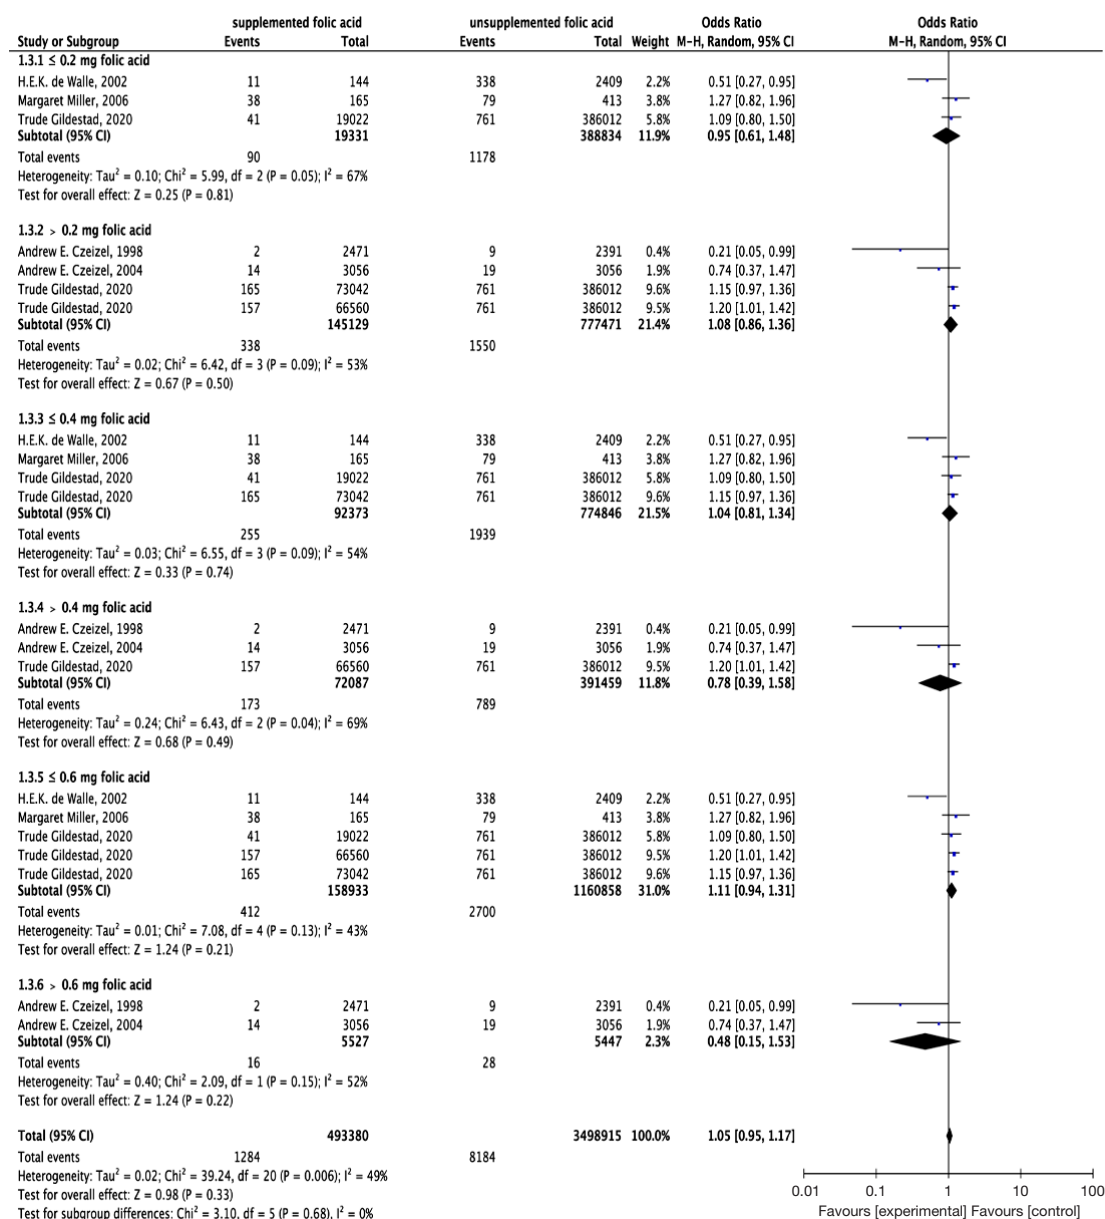 supplemented folic acid unsupplemented folic acid Odds Ratio Odds Ratio
Study or Subgroup Events Total Events Total Weight M-H, Random, 95% CI M-H, Random, 95% CI
1.3.1 ≤ 0.2 mg folic acid
H.E.K. de Walle, 2002 11 144 338 2409 2.2% 0.51 [0.27, 0.95]
Margaret Miller, 2006 38 165 79 413 3.8% 1.27 [0.82, 1.96]
Trude Gildestad, 2020 41 19022 761 386012 5.8% 1.09 [0.80, 1.50]
Subtotal (95% CI) 19331 388834 11.9% 0.95 [0.61, 1.48]
Total events 90 1178
Heterogeneity: Tau² = 0.10; Chi² = 5.99, df = 2 (P = 0.05); I² = 67%
Test for overall effect: Z = 0.25 (P = 0.81)
1.3.2 > 0.2 mg folic acid
Andrew E. Czeizel, 1998 2 2471 9 2391 0.4% 0.21 [0.05, 0.99]
Andrew E. Czeizel, 2004 14 3056 19 3056 1.9% 0.74 [0.37, 1.47]
Trude Gildestad, 2020 165 73042 761 386012 9.6% 1.15 [0.97, 1.36]
Trude Gildestad, 2020 157 66560 761 386012 9.5% 1.20 [1.01, 1.42]
Subtotal (95% CI) 145129 777471 21.4% 1.08 [0.86, 1.36]
Total events 338 1550
Heterogeneity: Tau² = 0.02; Chi² = 6.42, df = 3 (P = 0.09); I² = 53%
Test for overall effect: Z = 0.67 (P = 0.50)
1.3.3 ≤ 0.4 mg folic acid
H.E.K. de Walle, 2002 11 144 338 2409 2.2% 0.51 [0.27, 0.95]
Margaret Miller, 2006 38 165 79 413 3.8% 1.27 [0.82, 1.96]
Trude Gildestad, 2020 41 19022 761 386012 5.8% 1.09 [0.80, 1.50]
Trude Gildestad, 2020 165 73042 761 386012 9.6% 1.15 [0.97, 1.36]
Subtotal (95% CI) 92373 774846 21.5% 1.04 [0.81, 1.34]
Total events 255 1939
Heterogeneity: Tau² = 0.03; Chi² = 6.55, df = 3 (P = 0.09); I² = 54%
Test for overall effect: Z = 0.33 (P = 0.74)
1.3.4 > 0.4 mg folic acid
Andrew E. Czeizel, 1998 2 2471 9 2391 0.4% 0.21 [0.05, 0.99]
Andrew E. Czeizel, 2004 14 3056 19 3056 1.9% 0.74 [0.37, 1.47]
Trude Gildestad, 2020 157 66560 761 386012 9.5% 1.20 [1.01, 1.42]
Subtotal (95% CI) 72087 391459 11.8% 0.78 [0.39, 1.58]
Total events 173 789
Heterogeneity: Tau² = 0.24; Chi² = 6.43, df = 2 (P = 0.04); I² = 69%
Test for overall effect: Z = 0.68 (P = 0.49)
1.3.5 ≤ 0.6 mg folic acid
H.E.K. de Walle, 2002 11 144 338 2409 2.2% 0.51 [0.27, 0.95]
Margaret Miller, 2006 38 165 79 413 3.8% 1.27 [0.82, 1.96]
Trude Gildestad, 2020 41 19022 761 386012 5.8% 1.09 [0.80, 1.50]
Trude Gildestad, 2020 157 66560 761 386012 9.5% 1.20 [1.01, 1.42]
Trude Gildestad, 2020 165 73042 761 386012 9.6% 1.15 [0.97, 1.36]
Subtotal (95% CI) 158933 1160858 31.0% 1.11 [0.94, 1.31]
Total events 412 2700
Heterogeneity: Tau² = 0.01; Chi² = 7.08, df = 4 (P = 0.13); I² = 43%
Test for overall effect: Z = 1.24 (P = 0.21)
1.3.6 > 0.6 mg folic acid
Andrew E. Czeizel, 1998 2 2471 9 2391 0.4% 0.21 [0.05, 0.99]
Andrew E. Czeizel, 2004 14 3056 19 3056 1.9% 0.74 [0.37, 1.47]
Subtotal (95% CI) 5527 5447 2.3% 0.48 [0.15, 1.53]
Total events 16 28
Heterogeneity: Tau² = 0.40; Chi² = 2.09, df = 1 (P = 0.15); I² = 52%
Test for overall effect: Z = 1.24 (P = 0.22)
Total (95% CI) 493380 3498915 100.0% 1.05 [0.95, 1.17]
Total events 1284 8184
Heterogeneity: Tau² = 0.02; Chi² = 39.24, df = 20 (P = 0.006); I² = 49%
Test for overall effect: Z = 0.98 (P = 0.33)
Test for subgroup differences: Chi² = 3.10, df = 5 (P = 0.68), I² = 0%
0.01 0.1 1 10 100
Favours [experimental] Favours [control]